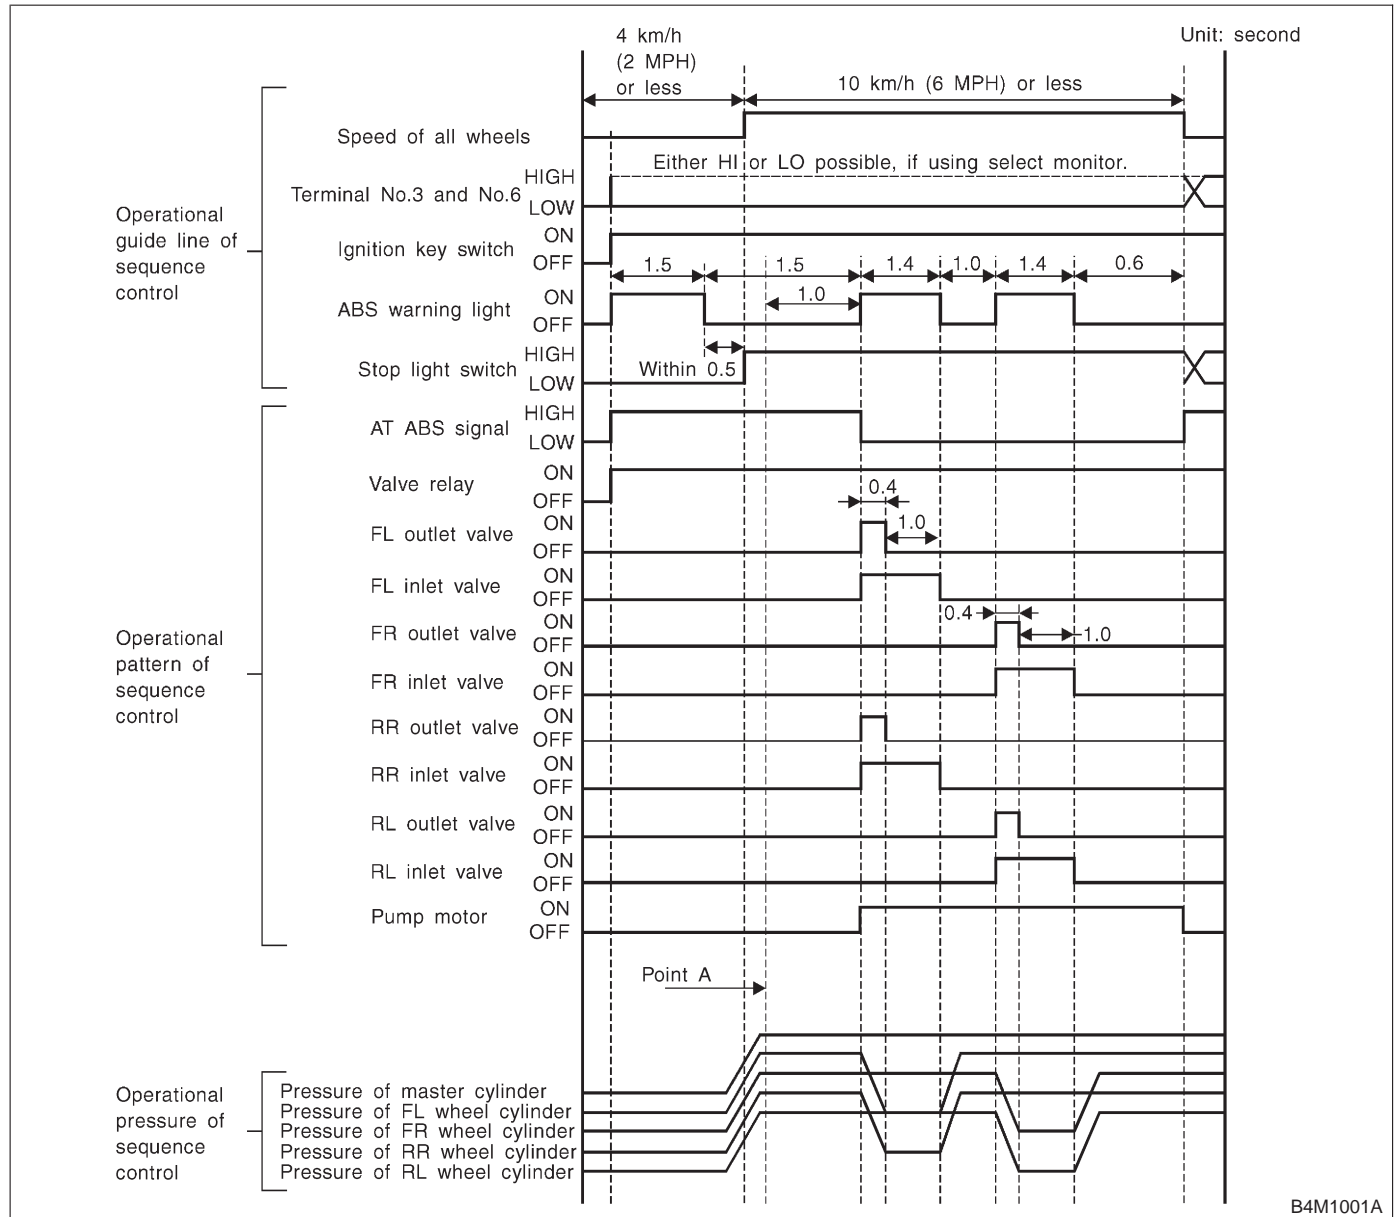 4 km/h
(2 MPH)
or less
Unit: second
10 km/h (6 MPH) or less
Operational
guide line of
sequence
control
Speed of all wheels
Either HI or LO possible, if using select monitor.
Terminal No.3 and No.6
HIGH
LOW
Ignition key switch
ON
OFF
1.5
1.5
1.4
1.0
1.4
0.6
1.0
ABS warning light
ON
OFF
Stop light switch
HIGH
LOW
Within 0.5
Operational
pattern of
sequence
control
AT ABS signal
HIGH
LOW
Valve relay
ON
OFF
0.4
FL outlet valve
ON
OFF
1.0
FL inlet valve
ON
OFF
0.4
FR outlet valve
ON
OFF
1.0
FR inlet valve
ON
OFF
RR outlet valve
ON
OFF
RR inlet valve
ON
OFF
RL outlet valve
ON
OFF
RL inlet valve
ON
OFF
Pump motor
ON
OFF
Point A
Operational
pressure of
sequence
control
Pressure of master cylinder
Pressure of FL wheel cylinder
Pressure of FR wheel cylinder
Pressure of RR wheel cylinder
Pressure of RL wheel cylinder
B4M1001A